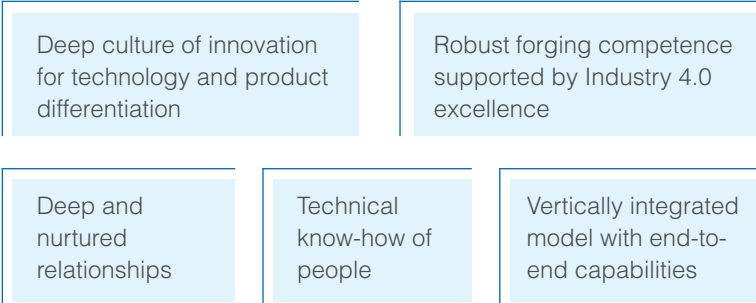 Deep culture of innovation
for technology and product
differentiation
Robust forging competence
supported by Industry 4.0
excellence
Deep and
nurtured
relationships
Technical
know-how of
people
Vertically integrated
model with end-to-
end capabilities